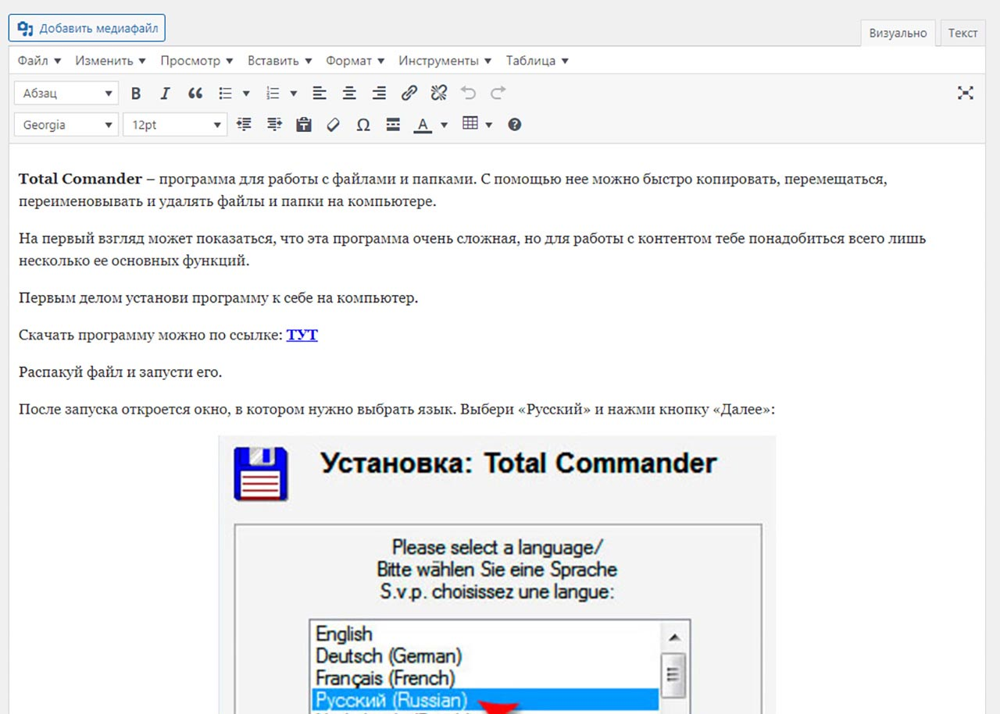 Добавить медиафайл
Визуально Текст
Файл Изменить Просмотр Вставить Формат Инструменты Таблица
Абзац
Georgia 12pt
Total Comander – программа для работы с файлами и папками. С помощью нее можно быстро копировать, перемещаться,
переименовывать и удалять файлы и папки на компьютере.
На первый взгляд может показаться, что эта программа очень сложная, но для работы с контентом тебе понадобиться всего лишь
несколько ее основных функций.
Первым делом установи программу к себе на компьютер.
Скачать программу можно по ссылке: ТУТ
Распакуй файл и запусти его.
После запуска откроется окно, в котором нужно выбрать язык. Выбери «Русский» и нажми кнопку «Далее»:
Установка: Total Commander
Please select a language/
Bitte wählen Sie eine Sprache
S.v.p. choisissez une langue:
English
Deutsch (German)
Français (French)
Русский (Russian)